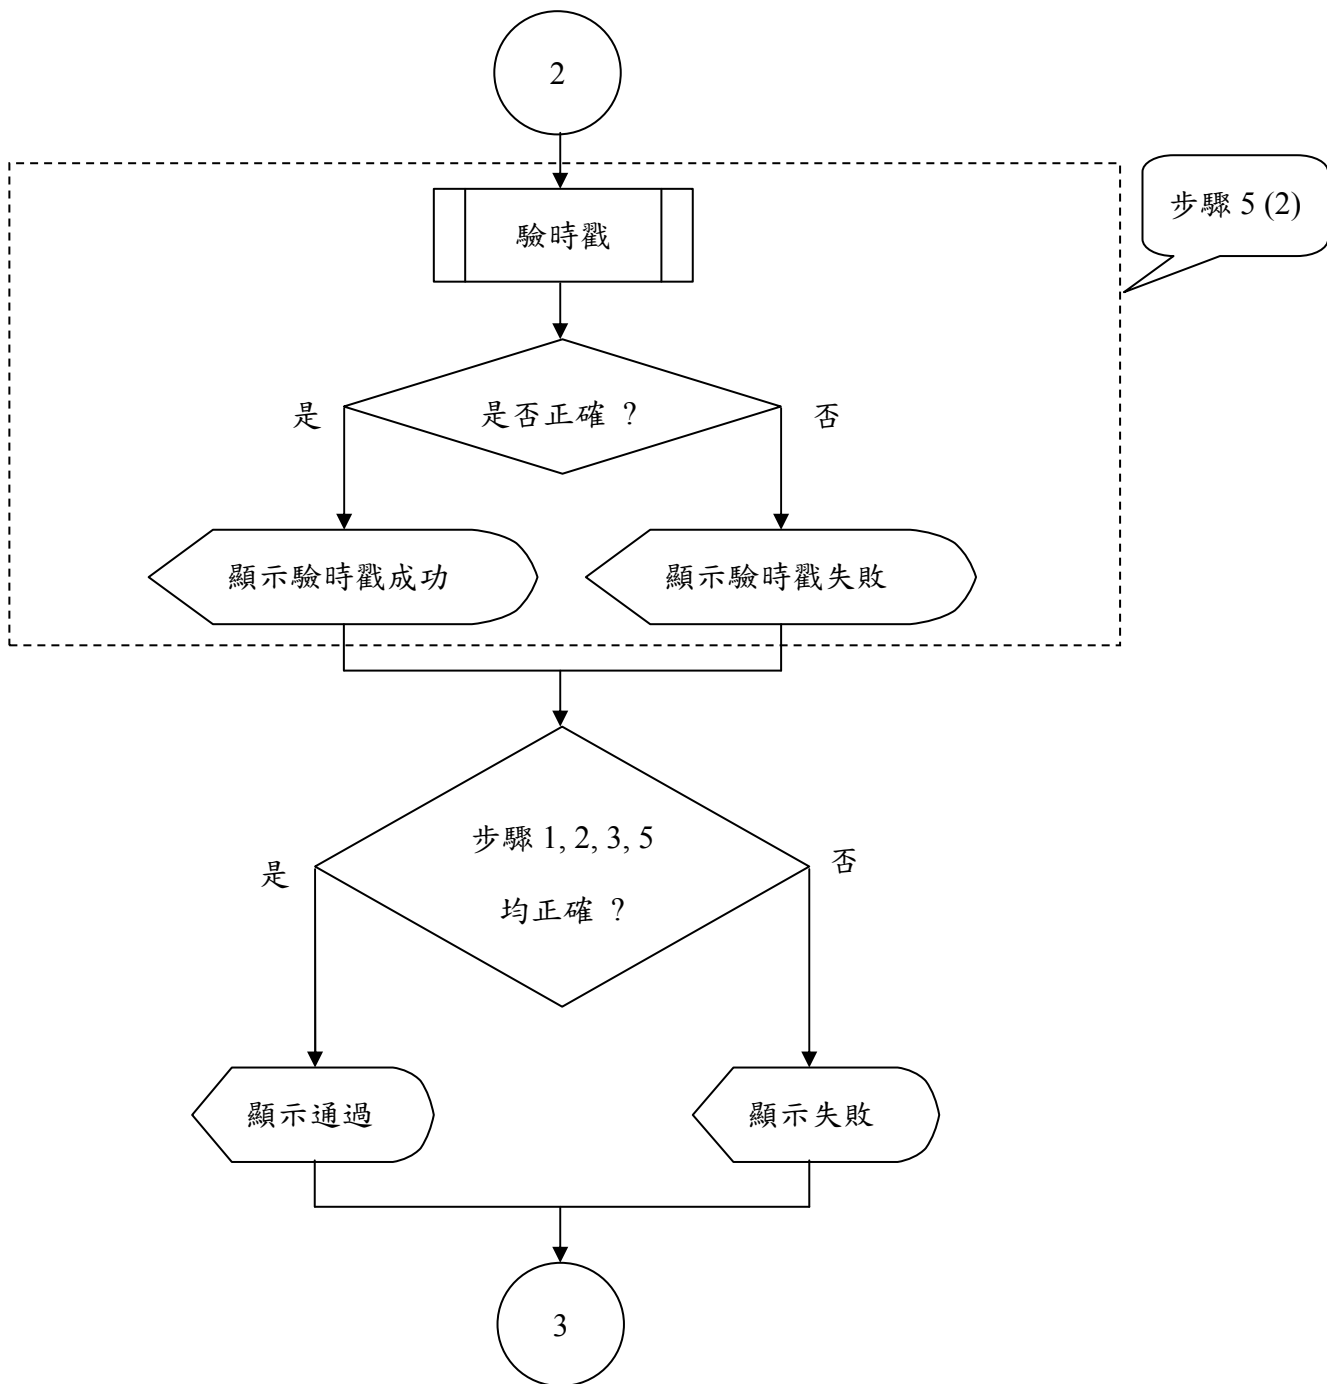 2
步驟 5 (2)
驗時戳
是
是否正確 ?
否
顯示驗時戳成功
顯示驗時戳失敗
步驟 1, 2, 3, 5
均正確 ?
是
否
顯示通過
顯示失敗
3